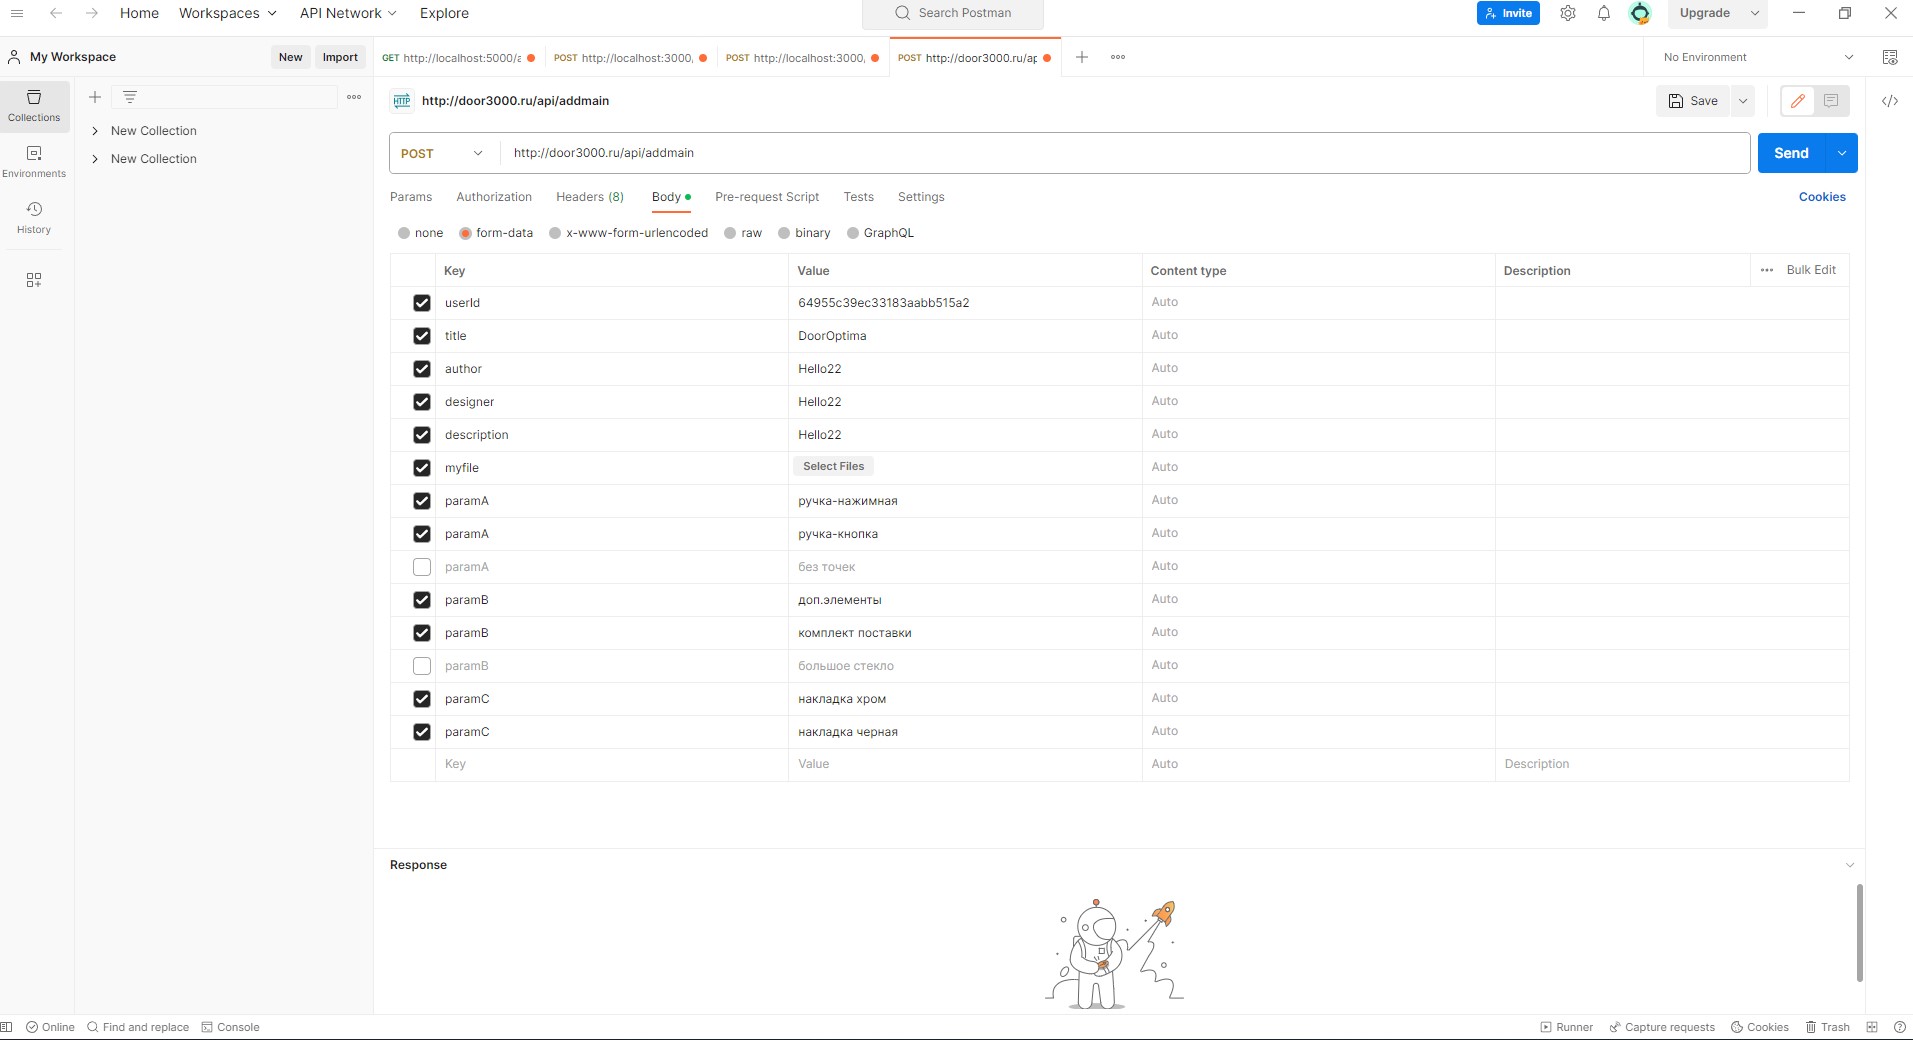 Home Workspaces API Network Explore Search Postman Invite Upgrade
My Workspace New Import GET http://localhost:5000/a POST http://localhost:3000, POST http://localhost:3000, POST http://door3000.ru/ap No Environment
Collections
Environments
History
New Collection
New Collection
HTTP http://door3000.ru/api/addmain Save
POST http://door3000.ru/api/addmain Send
Params Authorization Headers (8) Body Pre-request Script Tests Settings Cookies
none form-data x-www-form-urlencoded raw binary GraphQL
Key Value Content type Description Bulk Edit
userId 64955c39ec33183aabb515a2 Auto
title DoorOptima Auto
author Hello22 Auto
designer Hello22 Auto
description Hello22 Auto
myfile Select Files Auto
paramA ручка-нажимная Auto
paramA ручка-кнопка Auto
paramA без точек Auto
paramB доп.элементы Auto
paramB комплект поставки Auto
paramB большое стекло Auto
paramC накладка хром Auto
paramC накладка черная Auto
Key Value Auto Description
Response
Online Find and replace Console Runner Capture requests Cookies Trash